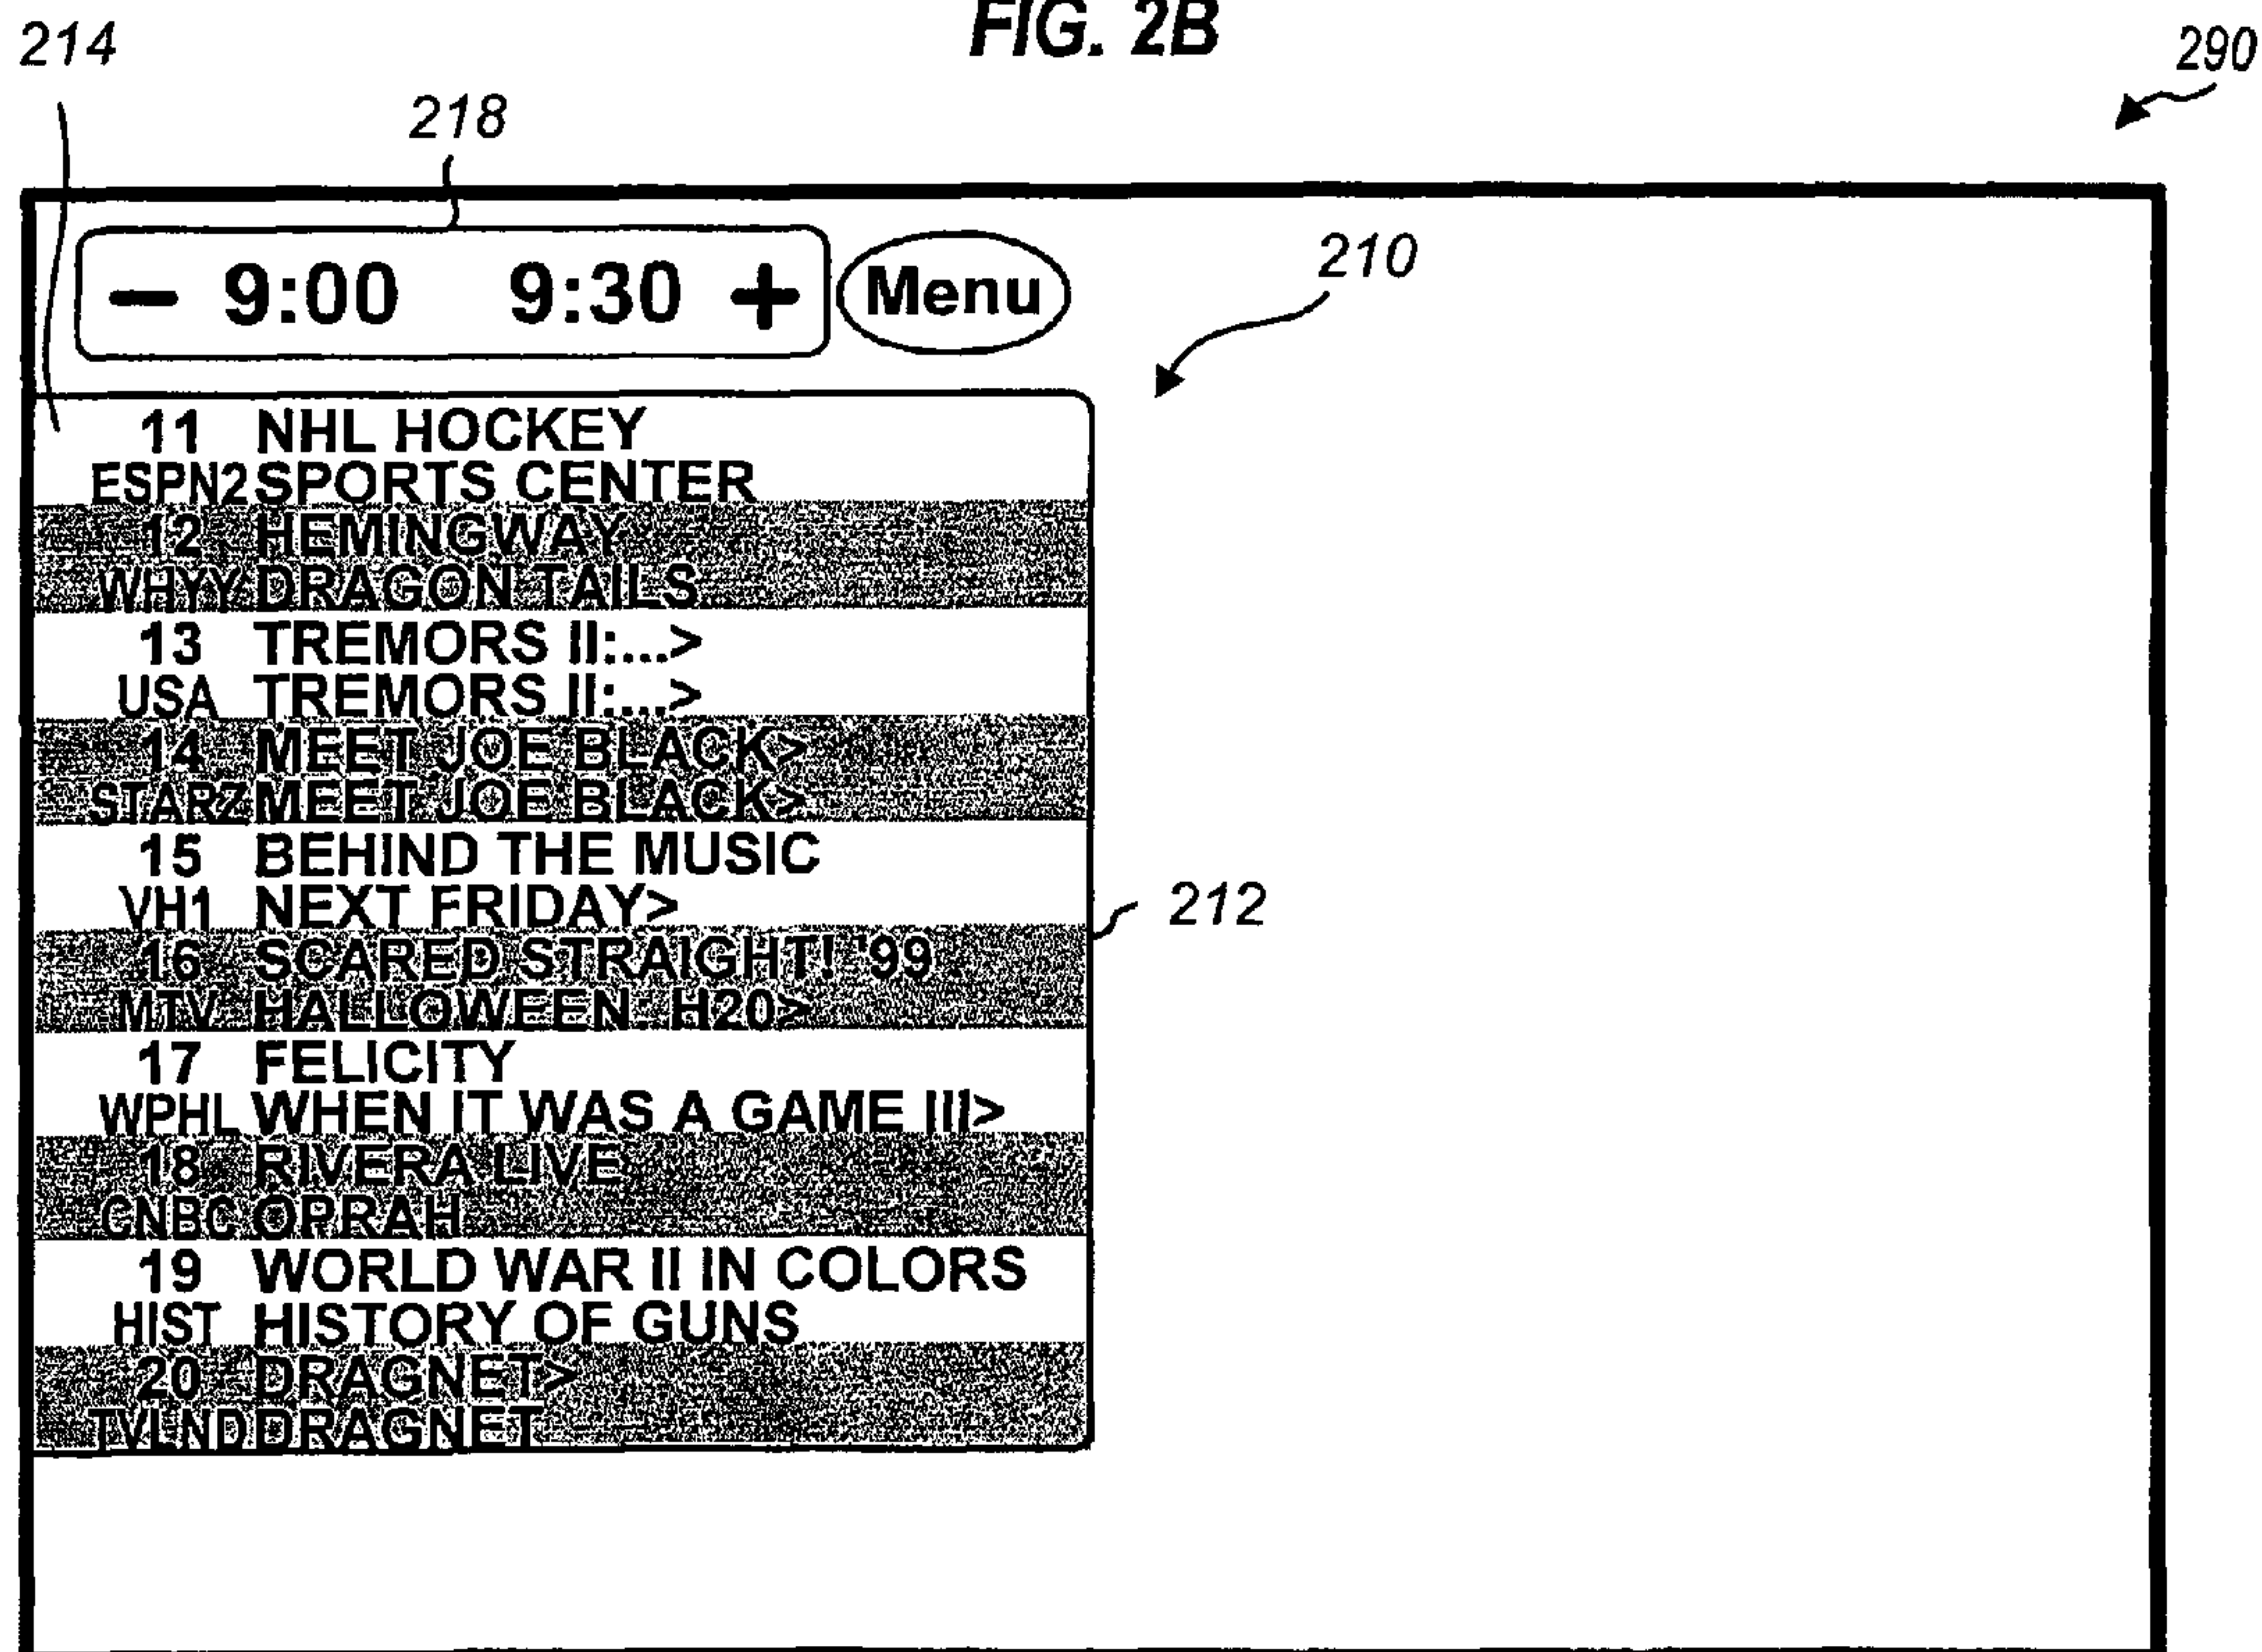 FIG. 2B
214
290
218
210
– 9:00 9:30 + Menu
11 NHL HOCKEY
ESPN2 SPORTS CENTER
12 HEMINGWAY
WHYY DRAGON TAILS
13 TREMORS II:...>
USA TREMORS II:...>
14 MEET JOE BLACK>
STARZ MEET JOE BLACK>
15 BEHIND THE MUSIC
VH1 NEXT FRIDAY>
212
16 SCARED STRAIGHT! '99
MTV HALLOWEEN: H20>
17 FELICITY
WPHL WHEN IT WAS A GAME III>
18 RIVERA LIVE
CNBC OPRAH
19 WORLD WAR II IN COLORS
HIST HISTORY OF GUNS
20 DRAGNET>
TVLND DRAGNET